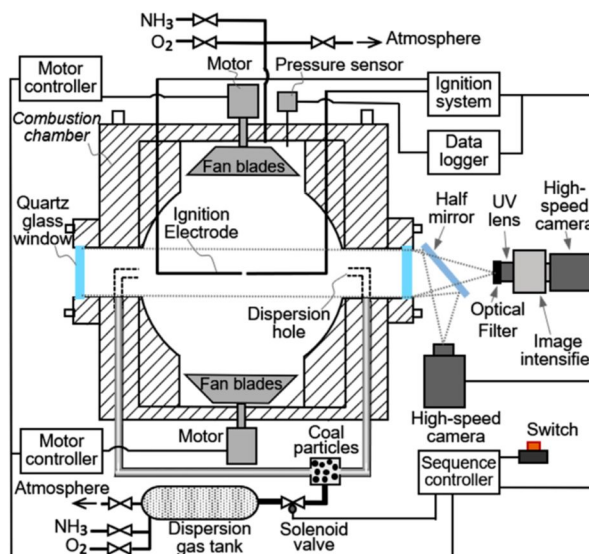 NH3
O2
Atmosphere
Motor
controller
Motor
Pressure sensor
Ignition
system
Combustion
chamber
Data
logger
Fan blades
High-
speed
camera
UV
lens
Half
mirror
Quartz
glass
window
Ignition
Electrode
Dispersion
hole
Optical
Filter
Image
intensifie
Fan blades
High-speed
camera
Motor
controller
Motor
Coal
particles
Switch
Sequence
controller
Atmosphere
NH3
O2
Dispersion
gas tank
Solenoid
valve